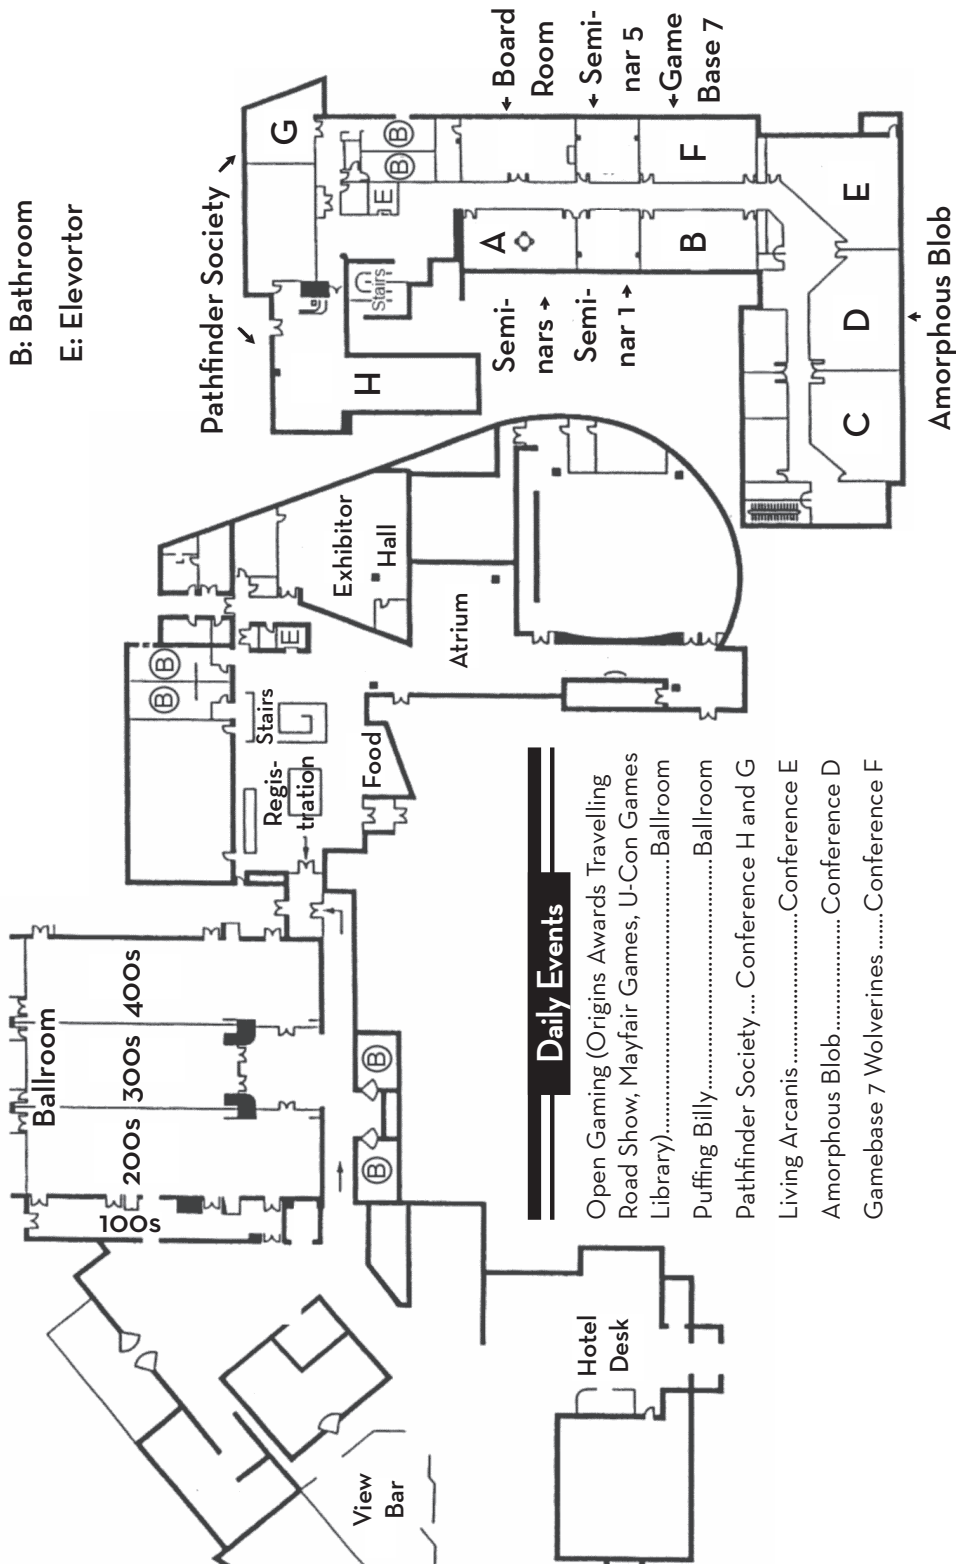 B: Bathroom
E: Elevortor
Pathfinder Society
G
B
B
E
Stairs
H
Board
Room
Semi-
nar 5
Game
Base 7
A
F
B
Semi-
nars
Semi-
nar 1
E
D
C
Amorphous Blob
Exhibitor
Hall
Atrium
E
B
B
Stairs
Regis-
tration
Food
Ballroom
100s
200s
300s
400s
B
B
View
Bar
Hotel
Desk
Daily Events
Open Gaming (Origins Awards Travelling
Road Show, Mayfair Games, U-Con Games
Library)..........................................Ballroom
Puffing Billy....................................Ballroom
Pathfinder Society.... Conference H and G
Living Arcanis ........................Conference E
Amorphous Blob................... Conference D
Gamebase 7 Wolverines .......Conference F